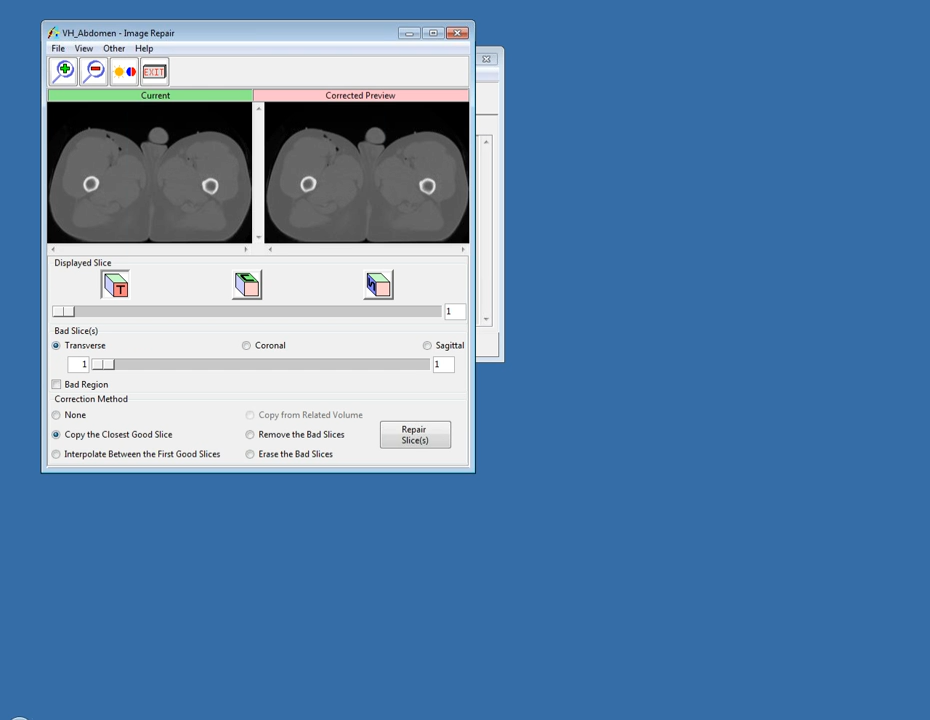 VH_Abdomen - Image Repair
File View Other Help
EXIT
Current Corrected Preview
Displayed Slice
T
1
Bad Slice(s)
Transverse Coronal Sagittal
1 1
Bad Region
Correction Method
None Copy from Related Volume
Copy the Closest Good Slice Remove the Bad Slices Repair
Slice(s)
Interpolate Between the First Good Slices Erase the Bad Slices